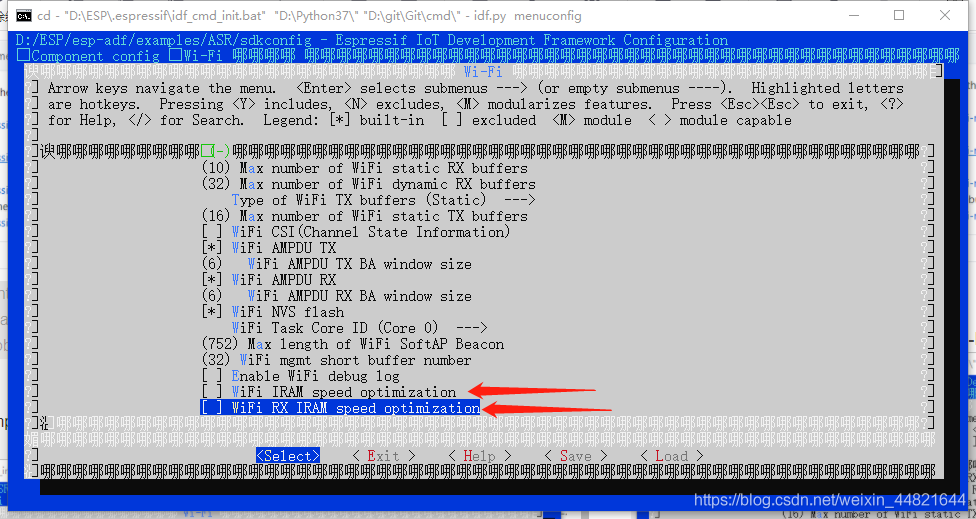 cd - "D:\ESP\.espressif\idf_cmd_init.bat"  "D:\Python37\" "D:\git\Git\cmd\" - idf.py  menuconfig
D:/ESP/esp-adf/examples/ASR/sdkconfig - Espressif IoT Development Framework Configuration
Component config Wi-Fi
Wi-Fi
Arrow keys navigate the menu.  <Enter> selects submenus ---> (or empty submenus ----).  Highlighted letters
are hotkeys.  Pressing <Y> includes, <N> excludes, <M> modularizes features.  Press <Esc><Esc> to exit, <?>
for Help, </> for Search.  Legend: [*] built-in  [ ] excluded  <M> module  < > module capable
(-)
(10) Max number of WiFi static RX buffers
(32) Max number of WiFi dynamic RX buffers
Type of WiFi TX buffers (Static)  --->
(16) Max number of WiFi static TX buffers
[ ] WiFi CSI(Channel State Information)
[*] WiFi AMPDU TX
(6)   WiFi AMPDU TX BA window size
[*] WiFi AMPDU RX
(6)   WiFi AMPDU RX BA window size
[*] WiFi NVS flash
WiFi Task Core ID (Core 0)  --->
(752) Max length of WiFi SoftAP Beacon
(32) WiFi mgmt short buffer number
[ ] Enable WiFi debug log
[ ] WiFi IRAM speed optimization
[ ] WiFi RX IRAM speed optimization
<Select>    < Exit >    < Help >    < Save >    < Load >
https://blog.csdn.net/weixin_44821644